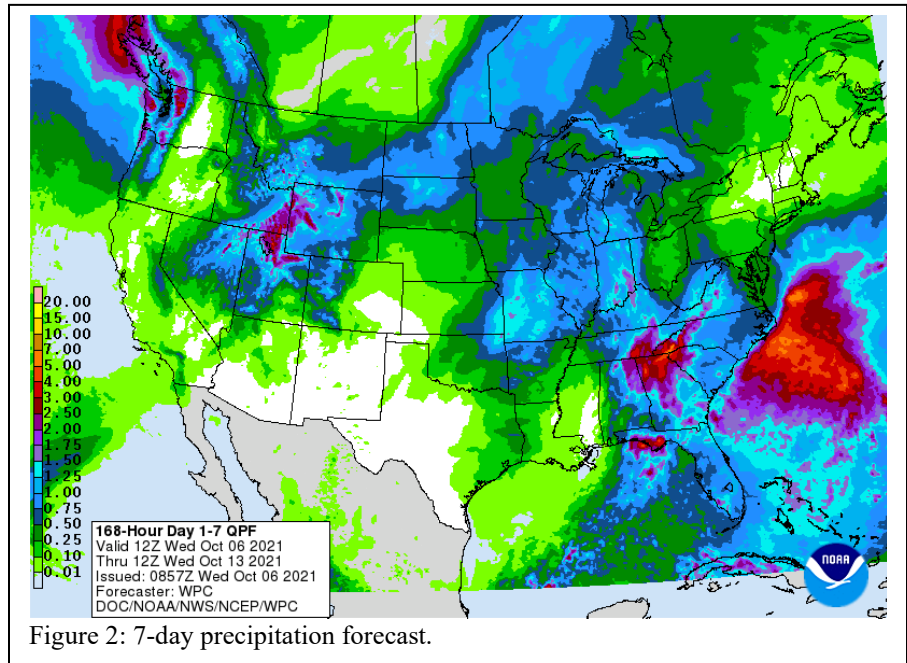 20.00
15.00
10.00
7.00
5.00
4.00
3.00
2.50
2.00
1.75
1.50
1.25
1.00
0.75
0.50
0.25
0.10
0.01
168-Hour Day 1-7 QPF
Valid 12Z Wed Oct 06 2021
Thru 12Z Wed Oct 13 2021
Issued: 0857Z Wed Oct 06 2021
Forecaster: WPC
DOC/NOAA/NWS/NCEP/WPC
NOAA
Figure 2: 7-day precipitation forecast.